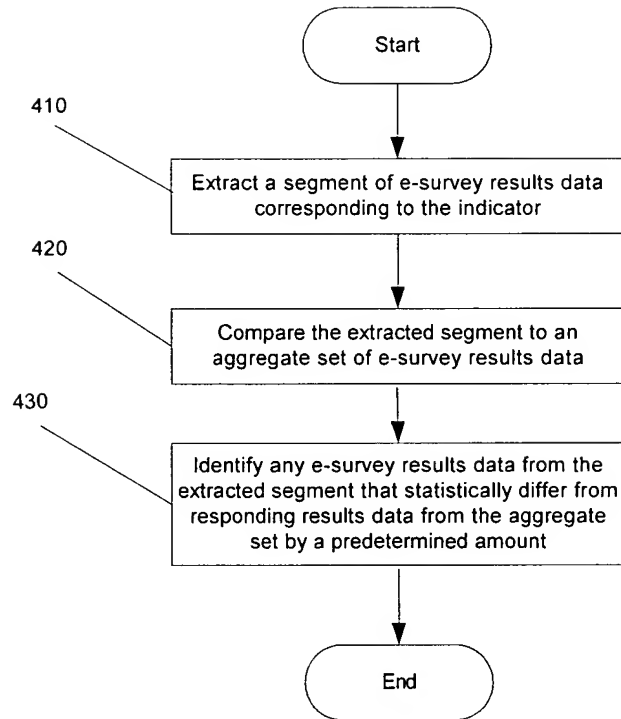 Start
410
Extract a segment of e-survey results data
corresponding to the indicator
420
Compare the extracted segment to an
aggregate set of e-survey results data
430
Identify any e-survey results data from the
extracted segment that statistically differ from
responding results data from the aggregate
set by a predetermined amount
End